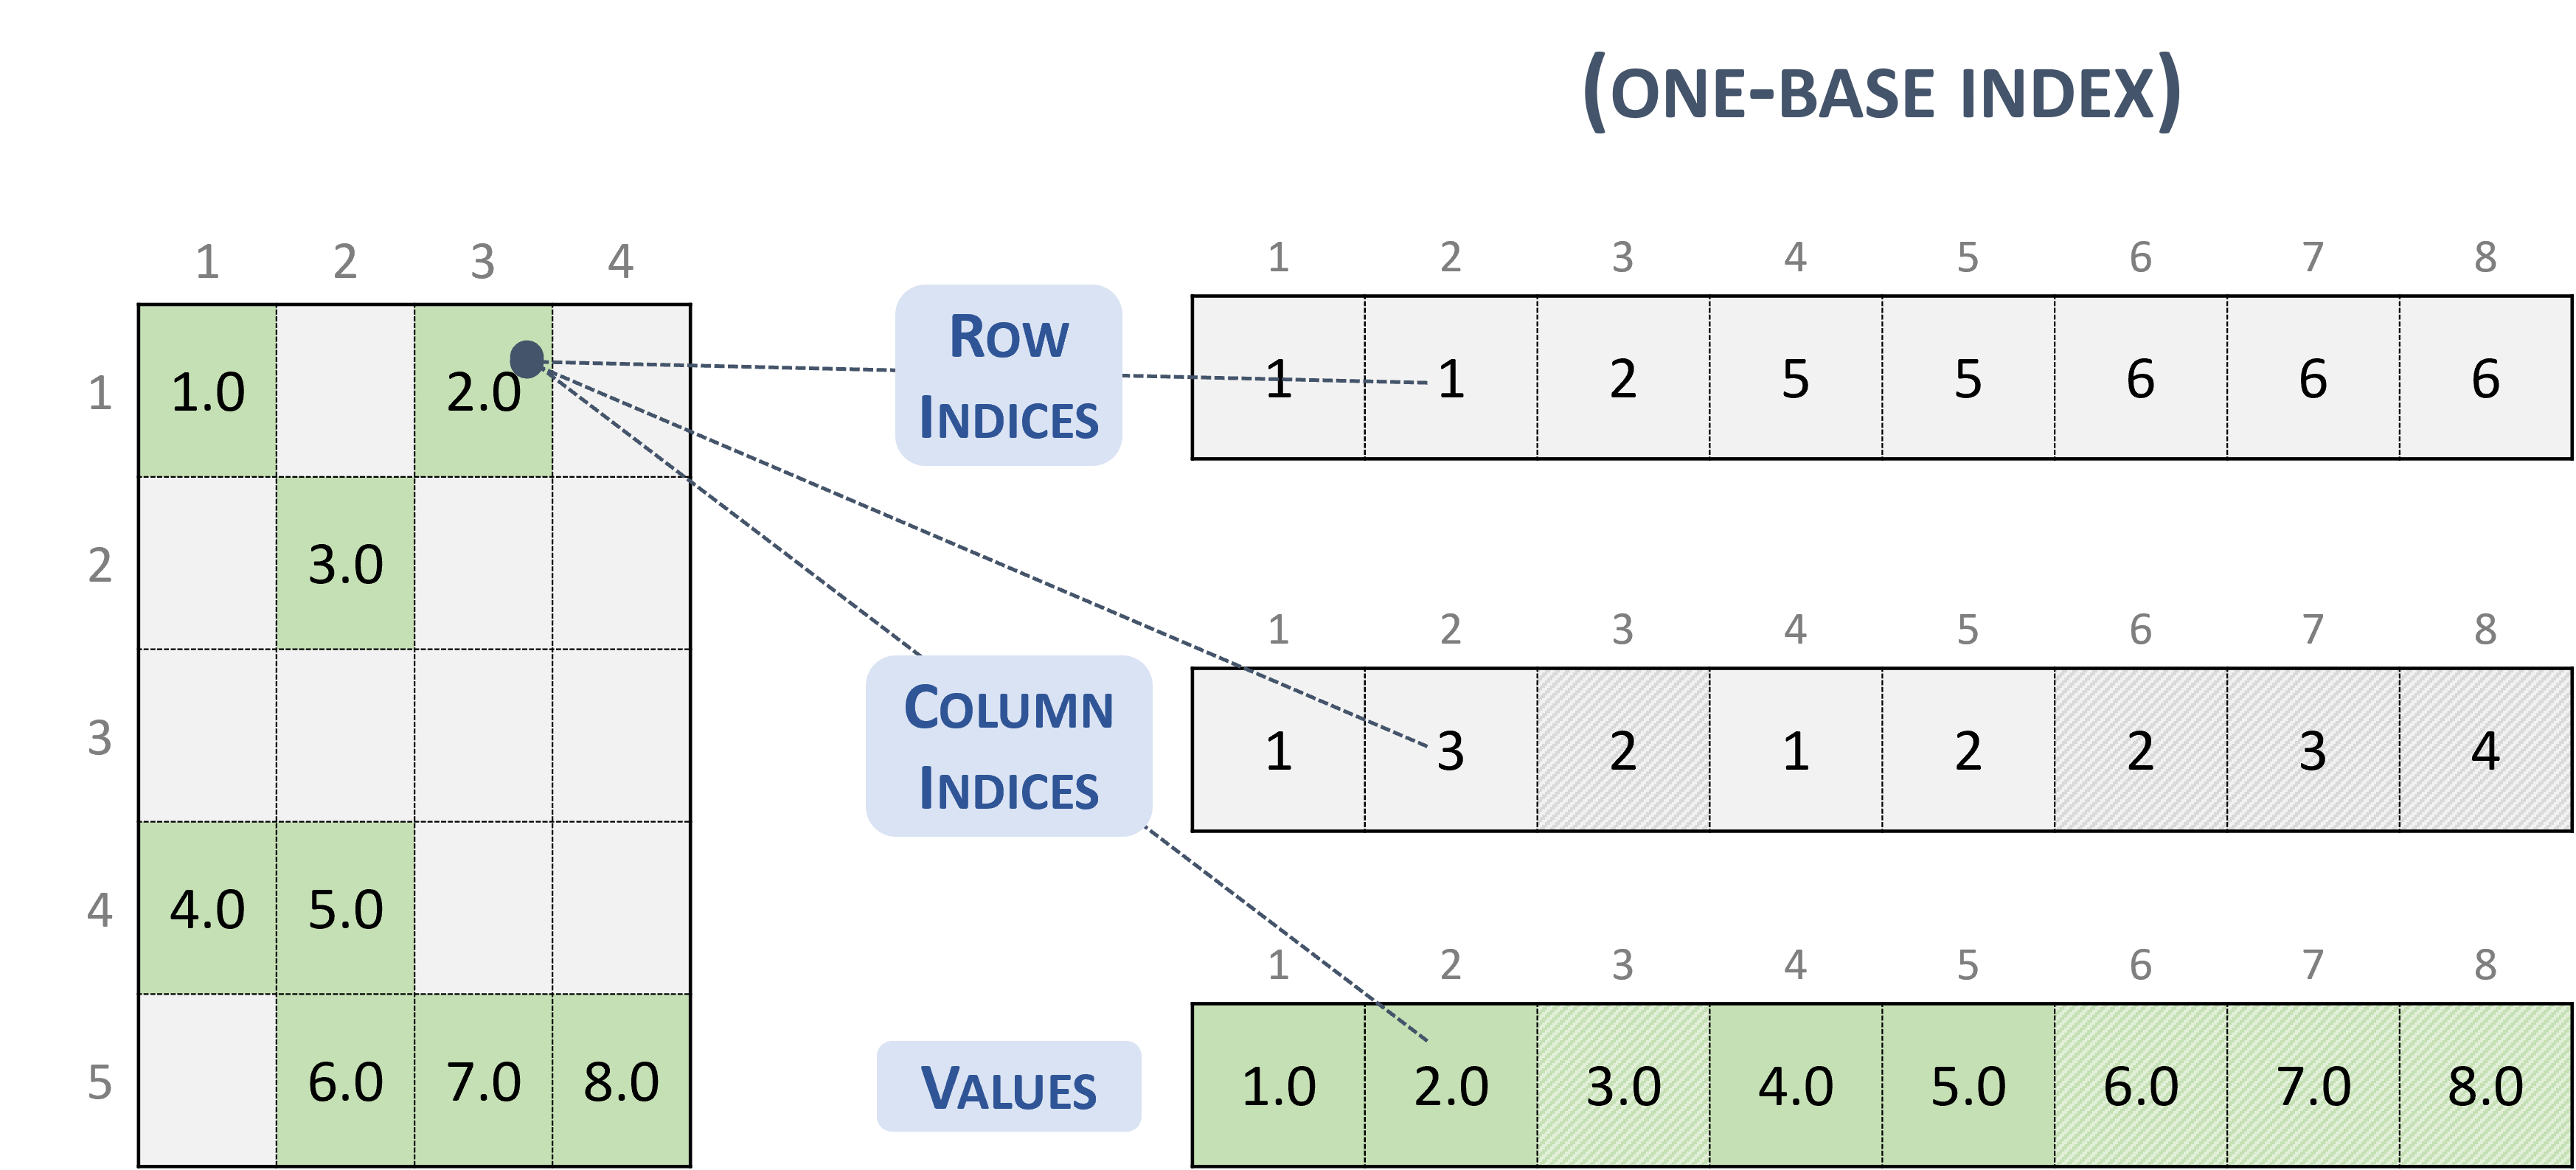 (ONE-BASE INDEX)
1 2 3 4
1 1.0 2.0
2 3.0
3
4 4.0 5.0
5 6.0 7.0 8.0
ROW
INDICES
1 2 3 4 5 6 7 8
1 1 2 5 5 6 6 6
COLUMN
INDICES
1 2 3 4 5 6 7 8
1 3 2 1 2 2 3 4
VALUES
1 2 3 4 5 6 7 8
1.0 2.0 3.0 4.0 5.0 6.0 7.0 8.0